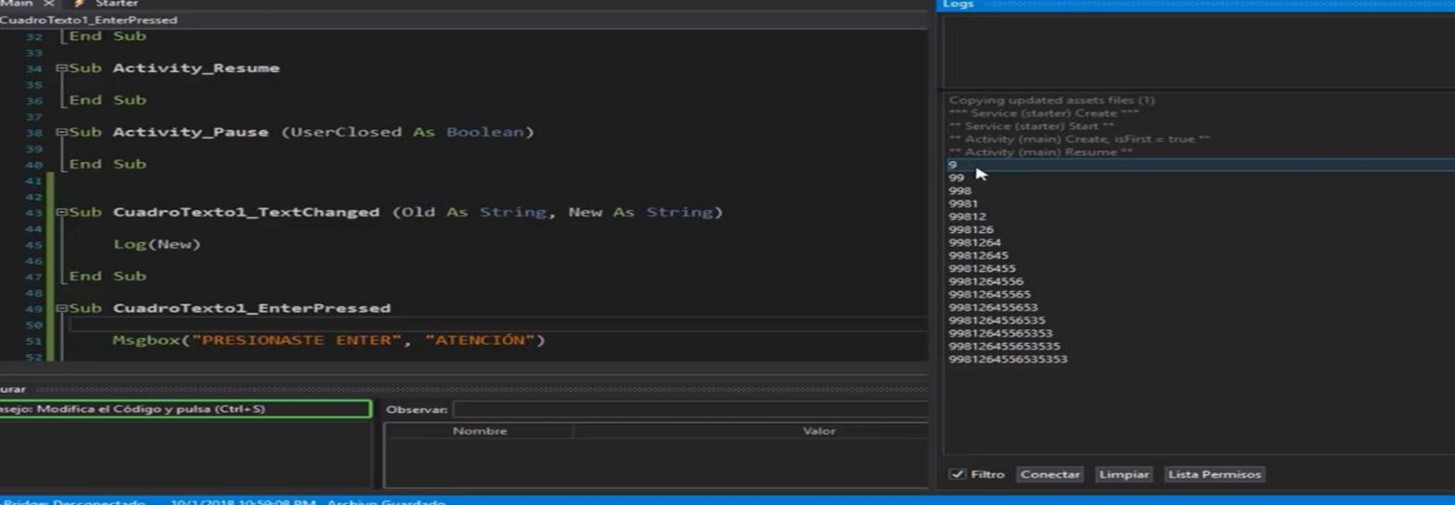 Main × Starter
CuadroTexto1_EnterPressed
32 End Sub
33
34 Sub Activity_Resume
35
36 End Sub
37
38 Sub Activity_Pause (UserClosed As Boolean)
39
40 End Sub
41
42
43 Sub CuadroTexto1_TextChanged (Old As String, New As String)
44
45 Log(New)
46
47 End Sub
48
49 Sub CuadroTexto1_EnterPressed
50
51 Msgbox("PRESIONASTE ENTER", "ATENCIÓN")
52
urar
nsejo: Modifica el Código y pulsa (Ctrl+S)
Observar:
Nombre Valor
Bridge: Desconectado 10/1/2018 10:59:08 PM Archivo Guardado
Logs
Copying updated assets files (1)
*** Service (starter) Create ***
** Service (starter) Start **
** Activity (main) Create, isFirst = true **
** Activity (main) Resume **
9
99
998
9981
99812
998126
9981264
99812645
998126455
9981264556
99812645565
998126455653
9981264556535
99812645565353
998126455653535
9981264556535353
Filtro Conectar Limpiar Lista Permisos